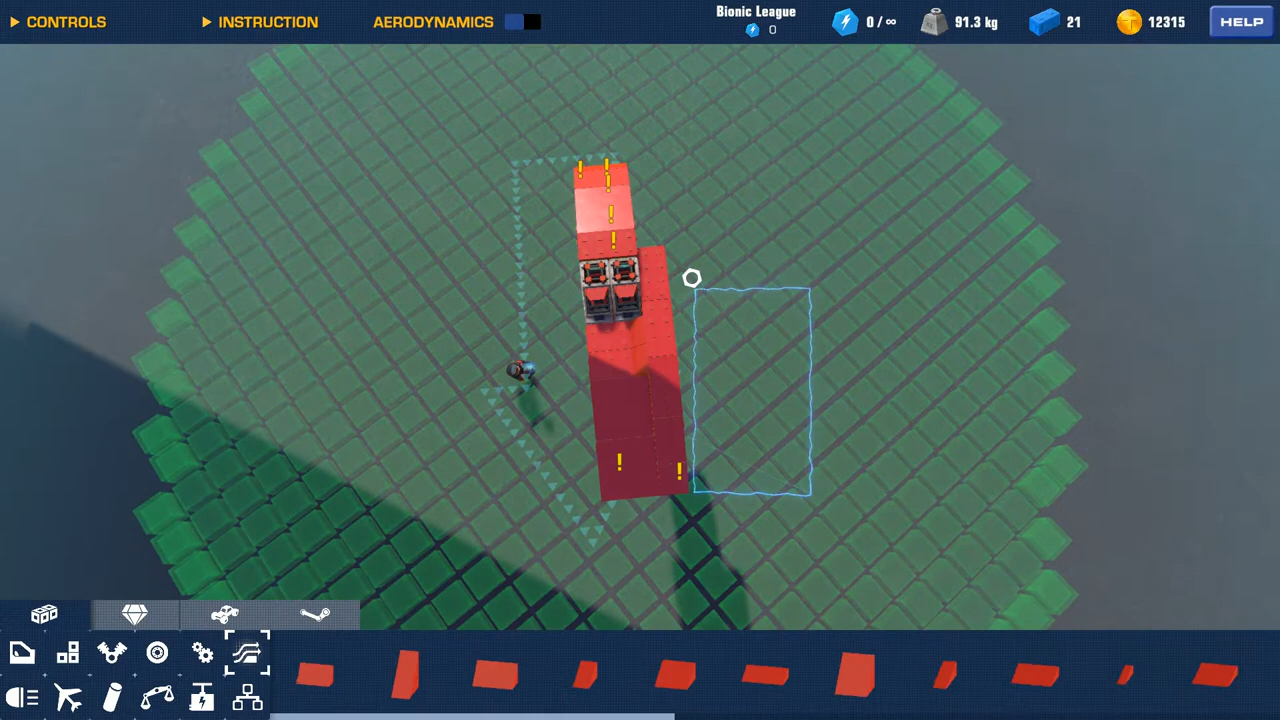 CONTROLS
INSTRUCTION
AERODYNAMICS
Bionic League
0
0 / ∞
91.3 kg
21
12315
HELP